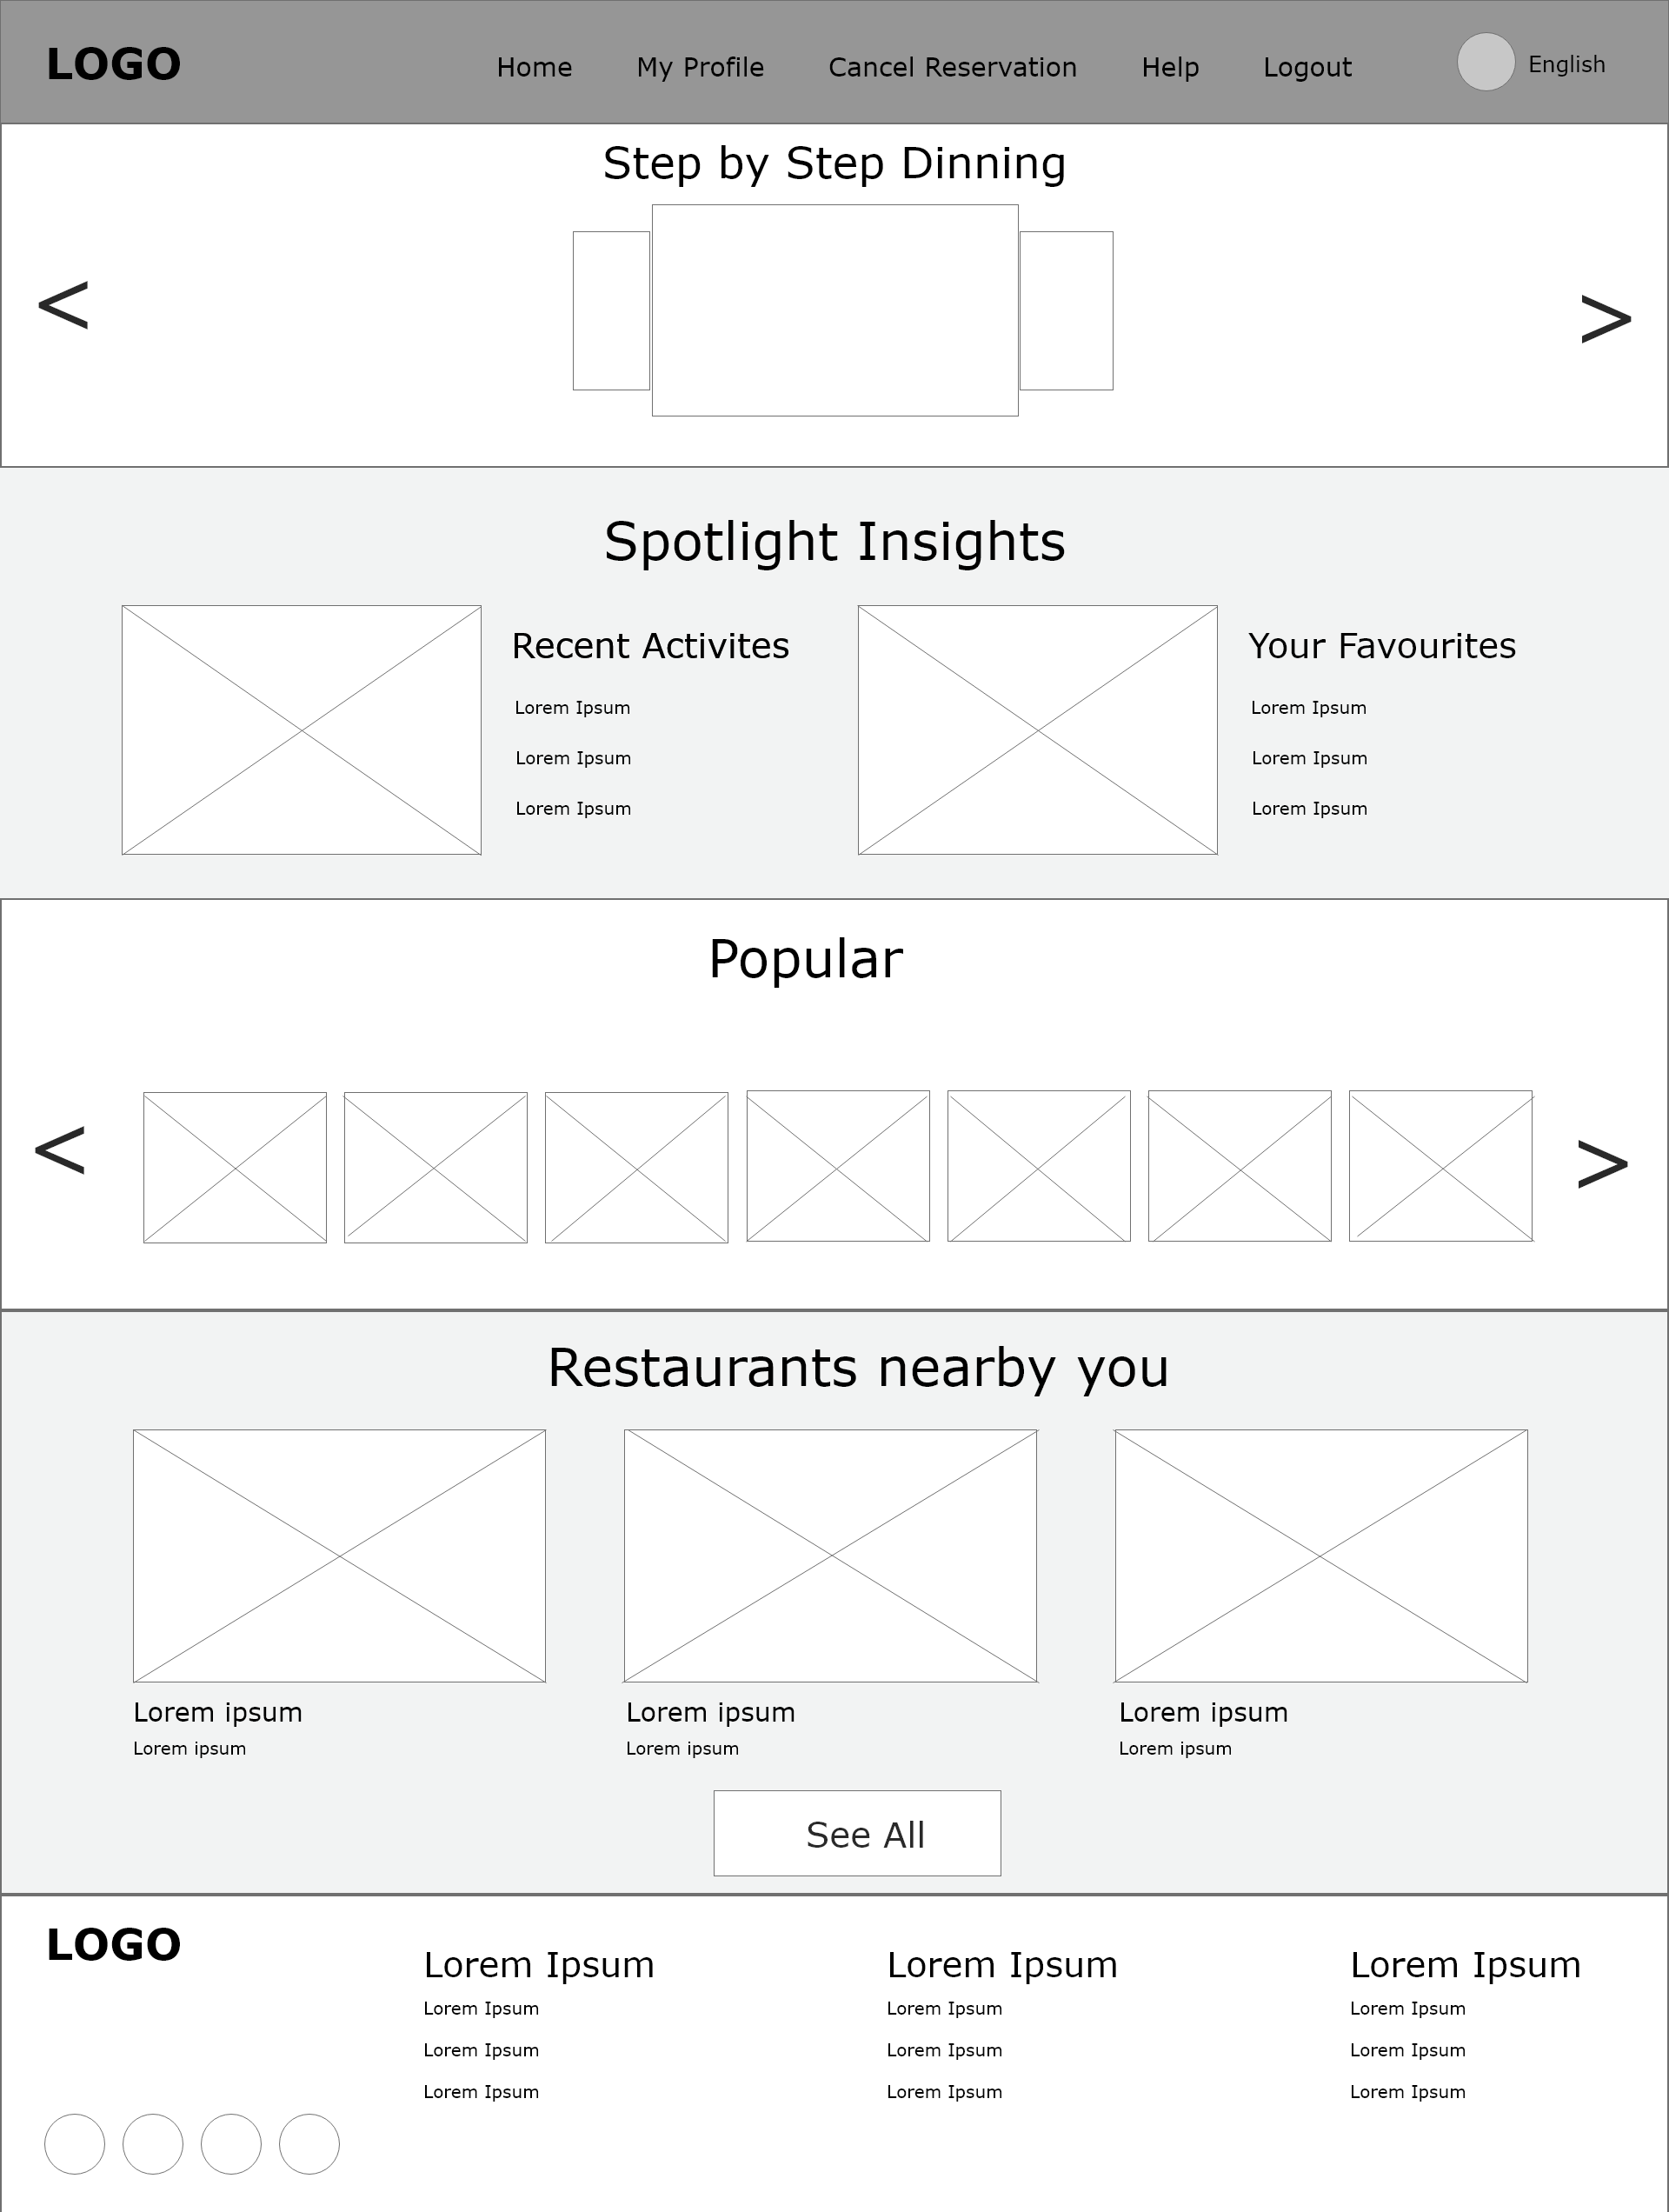 LOGO
Home My Profile Cancel Reservation Help Logout English
Step by Step Dinning
< >
Spotlight Insights
Recent Activites
Lorem Ipsum
Lorem Ipsum
Lorem Ipsum
Your Favourites
Lorem Ipsum
Lorem Ipsum
Lorem Ipsum
Popular
< >
Restaurants nearby you
Lorem ipsum
Lorem ipsum
Lorem ipsum
Lorem ipsum
Lorem ipsum
Lorem ipsum
See All
LOGO
Lorem Ipsum
Lorem Ipsum
Lorem Ipsum
Lorem Ipsum
Lorem Ipsum
Lorem Ipsum
Lorem Ipsum
Lorem Ipsum
Lorem Ipsum
Lorem Ipsum
Lorem Ipsum
Lorem Ipsum